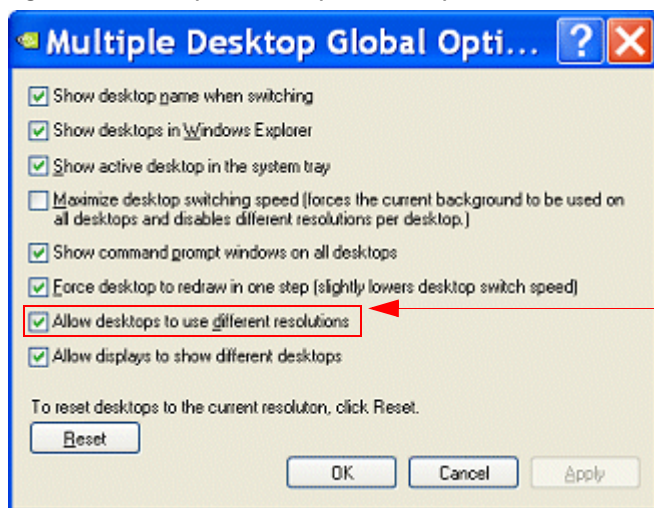 Multiple Desktop Global Opti...
Show desktop name when switching
Show desktops in Windows Explorer
Show active desktop in the system tray
Maximize desktop switching speed (forces the current background to be used on
all desktops and disables different resolutions per desktop.)
Show command prompt windows on all desktops
Force desktop to redraw in one step (slightly lowers desktop switch speed)
Allow desktops to use different resolutions
Allow displays to show different desktops
To reset desktops to the current resoluton, click Reset.
Reset
OK Cancel Apply